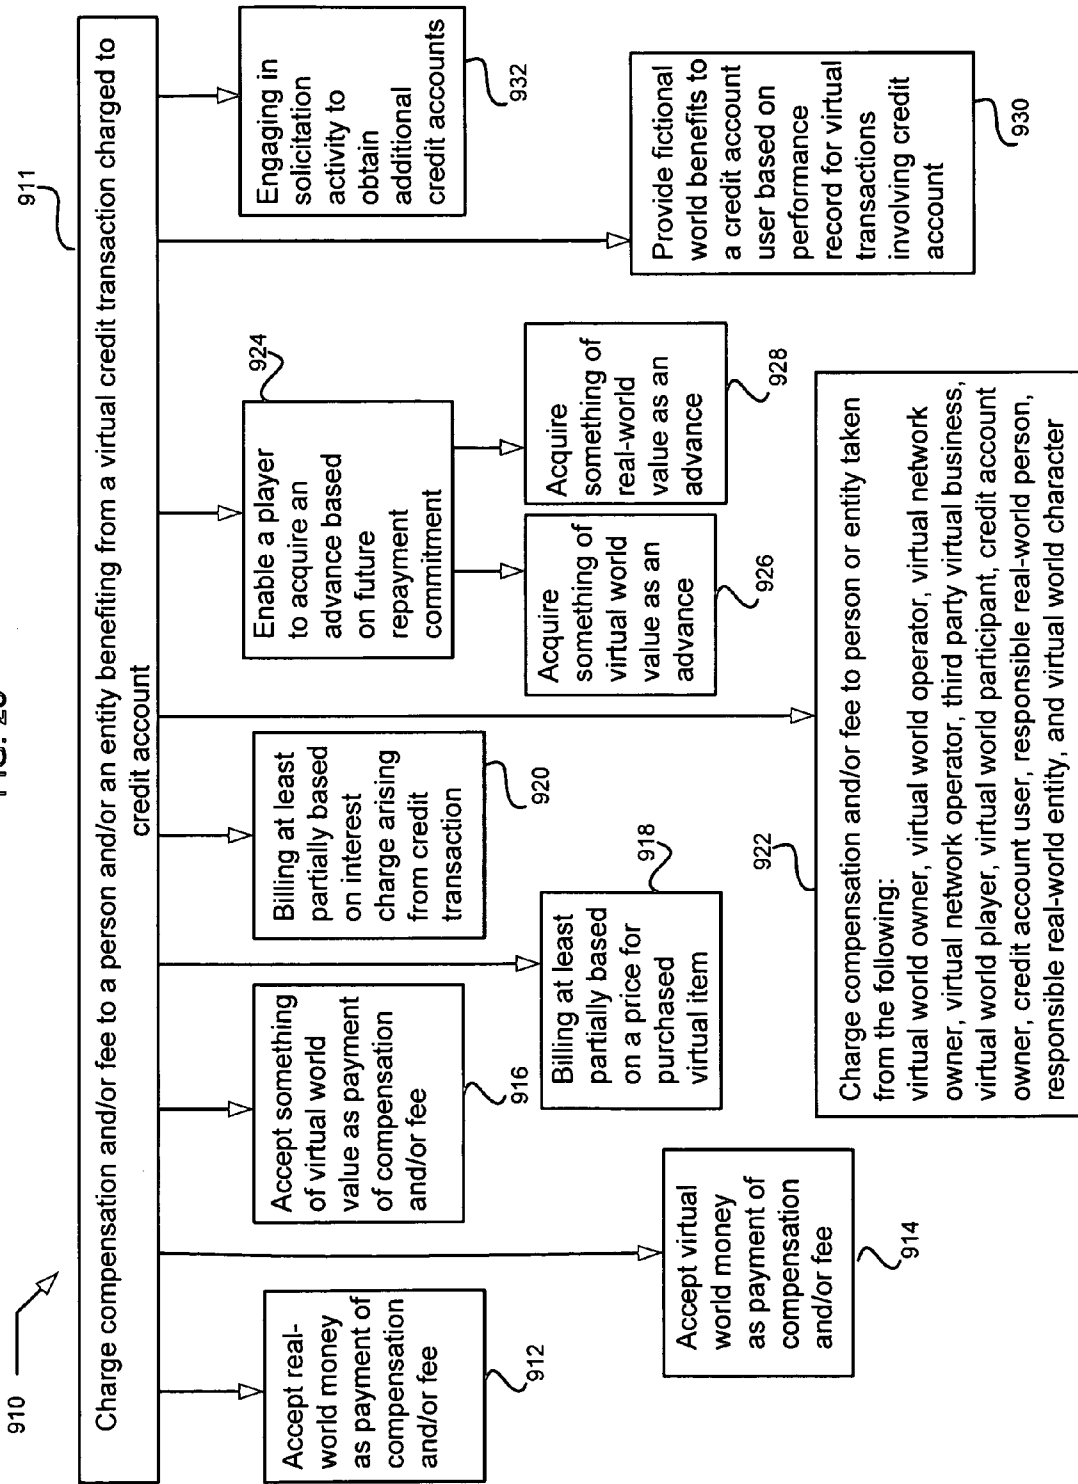 910
911
Charge compensation and/or fee to a person and/or an entity benefiting from a virtual credit transaction charged to
credit account
Accept real-
world money
as payment of
compensation
and/or fee
912
Accept virtual
world money
as payment of
compensation
and/or fee
914
Accept something
of virtual world
value as payment
of compensation
and/or fee
916
Billing at least
partially based
on a price for
purchased
virtual item
918
Billing at least
partially based
on interest
charge arising
from credit
transaction
920
Charge compensation and/or fee to person or entity taken
from the following:
virtual world owner, virtual world operator, virtual network
owner, virtual network operator, third party virtual business,
virtual world player, virtual world participant, credit account
owner, credit account user, responsible real-world person,
responsible real-world entity, and virtual world character
922
Enable a player
to acquire an
advance based
on future
repayment
commitment
924
Acquire
something of
virtual world
value as an
advance
926
Acquire
something of
real-world
value as an
advance
928
Provide fictional
world benefits to
a credit account
user based on
performance
record for virtual
transactions
involving credit
account
930
Engaging in
solicitation
activity to
obtain
additional
credit accounts
932